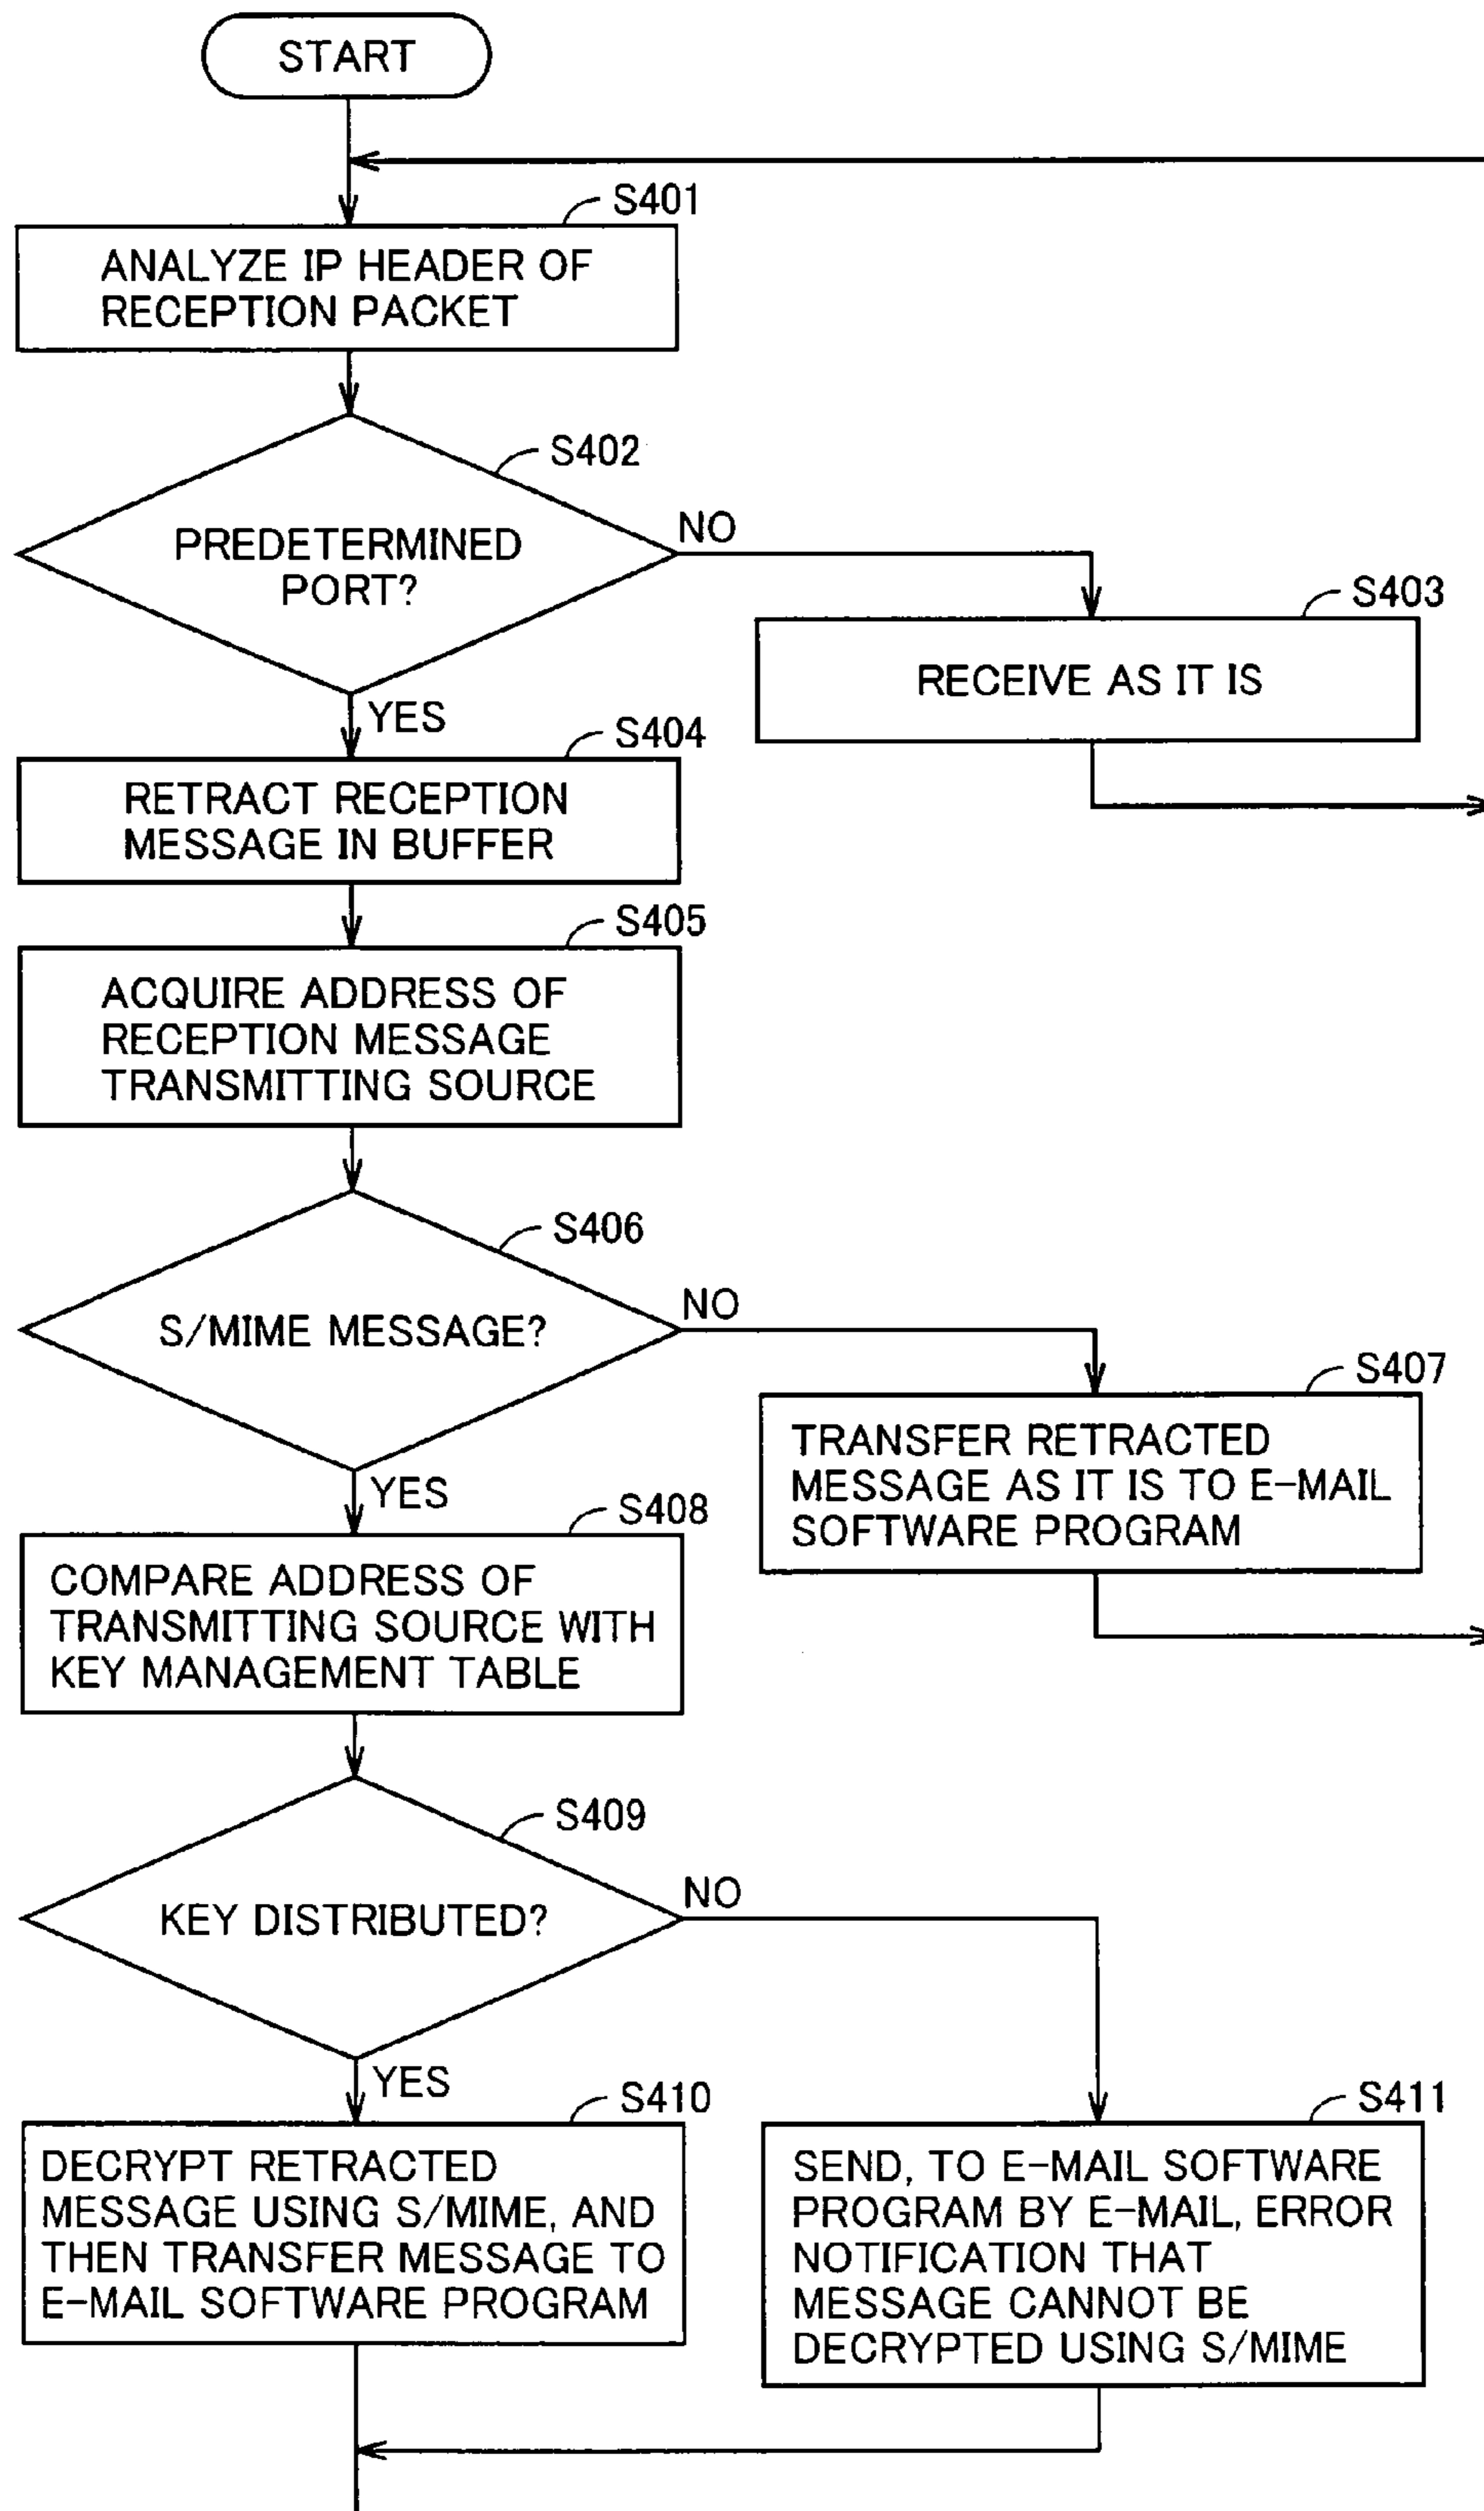 START
S401
ANALYZE IP HEADER OF
RECEPTION PACKET
S402
PREDETERMINED
PORT?
NO
S403
RECEIVE AS IT IS
YES
S404
RETRACT RECEPTION
MESSAGE IN BUFFER
S405
ACQUIRE ADDRESS OF
RECEPTION MESSAGE
TRANSMITTING SOURCE
S406
S/MIME MESSAGE?
NO
S407
TRANSFER RETRACTED
MESSAGE AS IT IS TO E-MAIL
SOFTWARE PROGRAM
YES
S408
COMPARE ADDRESS OF
TRANSMITTING SOURCE WITH
KEY MANAGEMENT TABLE
S409
KEY DISTRIBUTED?
NO
YES
S410
DECRYPT RETRACTED
MESSAGE USING S/MIME, AND
THEN TRANSFER MESSAGE TO
E-MAIL SOFTWARE PROGRAM
S411
SEND, TO E-MAIL SOFTWARE
PROGRAM BY E-MAIL, ERROR
NOTIFICATION THAT
MESSAGE CANNOT BE
DECRYPTED USING S/MIME